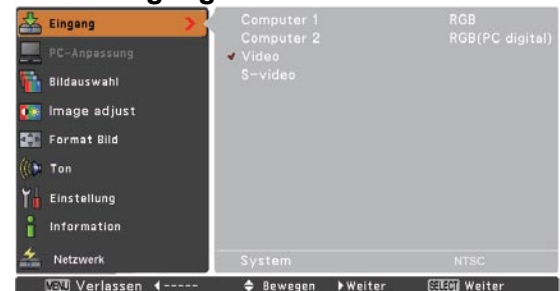 Eingang
PC-Anpassung
Bildauswahl
Image adjust
Format Bild
Ton
Einstellung
Information
Netzwerk
Computer 1 RGB
Computer 2 RGB(PC digital)
Video
S-video
System NTSC
MENU Verlassen ----- Bewegen Weiter SELECT Weiter